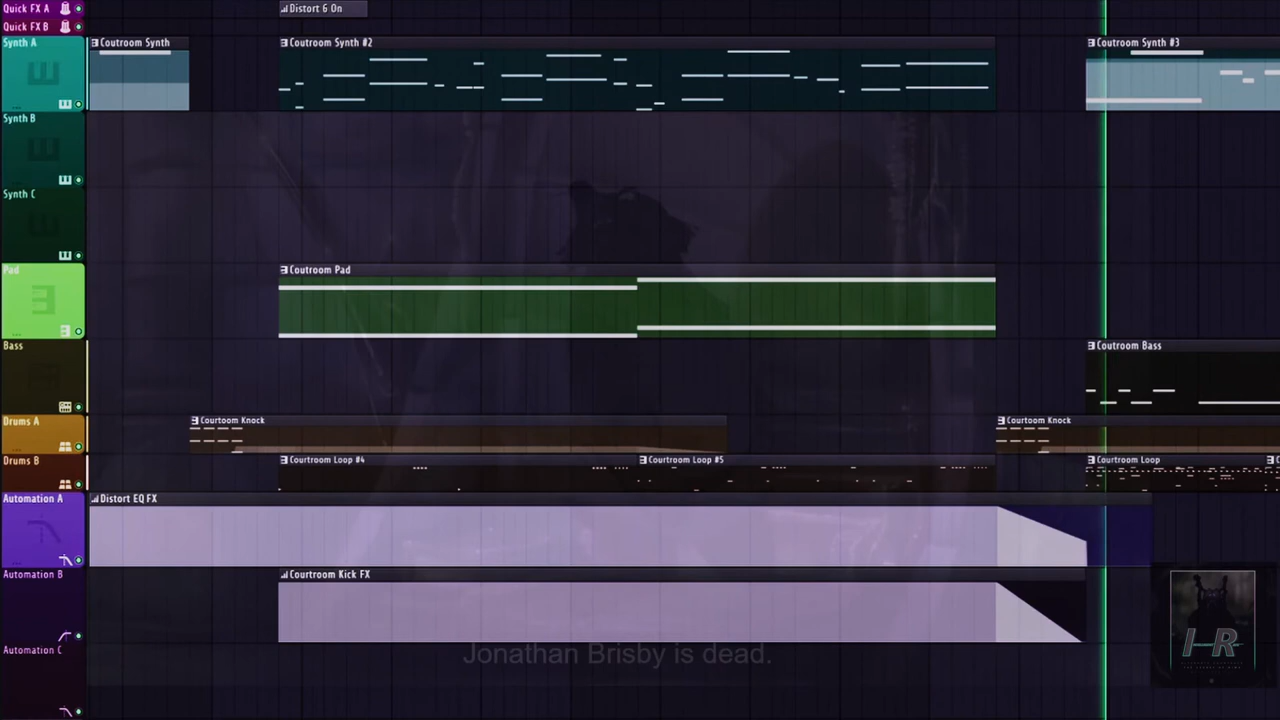 Quick FX A
Distort 6 On
Quick FX B
Synth A
Coutroom Synth
Coutroom Synth #2
Coutroom Synth #3
Synth B
Synth C
Pad
Coutroom Pad
Bass
Coutroom Bass
Drums A
Courtoom Knock
Courtoom Knock
Drums B
Courtroom Loop #4
Courtroom Loop #5
Courtroom Loop
Automation A
Distort EQ FX
Automation B
Courtroom Kick FX
Automation C
Jonathan Brisby is dead.